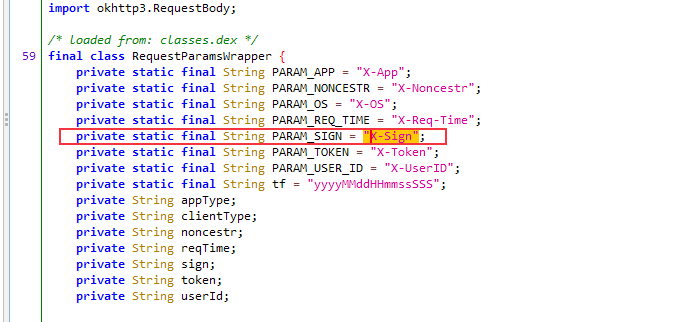 import okhttp3.RequestBody;
/* loaded from: classes.dex */
59 final class RequestParamsWrapper {
private static final String PARAM_APP = "X-App";
private static final String PARAM_NONCESTR = "X-Noncestr";
private static final String PARAM_OS = "X-OS";
private static final String PARAM_REQ_TIME = "X-Req-Time";
private static final String PARAM_SIGN = "X-Sign";
private static final String PARAM_TOKEN = "X-Token";
private static final String PARAM_USER_ID = "X-UserID";
private static final String tf = "yyyyMMddHHmmssSSS";
private String appType;
private String clientType;
private String noncestr;
private String reqTime;
private String sign;
private String token;
private String userId;